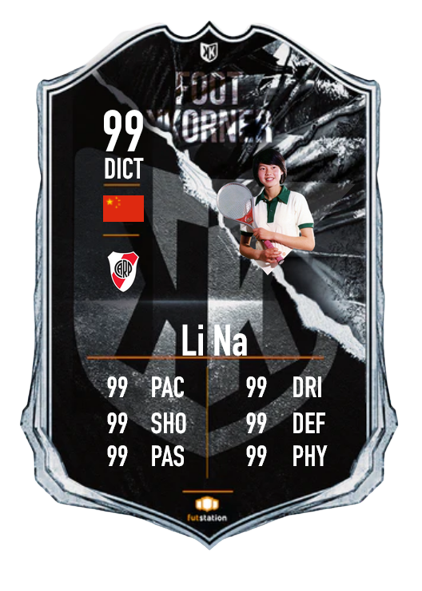 FOOT
KORNER
99
DICT
CARP
Li Na
99 PAC 99 DRI
99 SHO 99 DEF
99 PAS 99 PHY
futstation